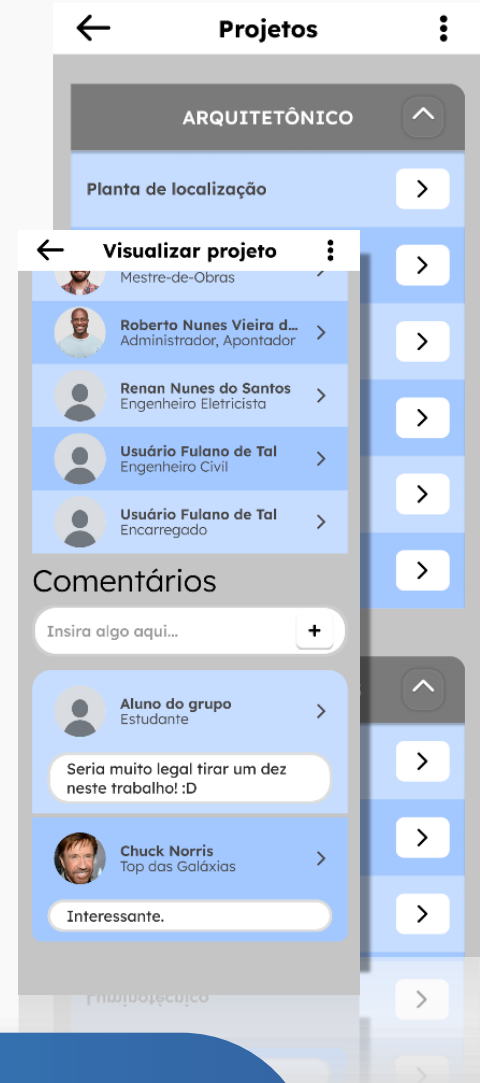 Projetos
ARQUITETÔNICO
Planta de localização
Visualizar projeto
Mestre-de-Obras
Roberto Nunes Vieira d...
Administrador, Apontador
Renan Nunes do Santos
Engenheiro Eletricista
Usuário Fulano de Tal
Engenheiro Civil
Usuário Fulano de Tal
Encarregado
Comentários
Insira algo aqui...
+
Aluno do grupo
Estudante
Seria muito legal tirar um dez
neste trabalho! :D
Chuck Norris
Top das Galáxias
Interessante.
Luminotécnico